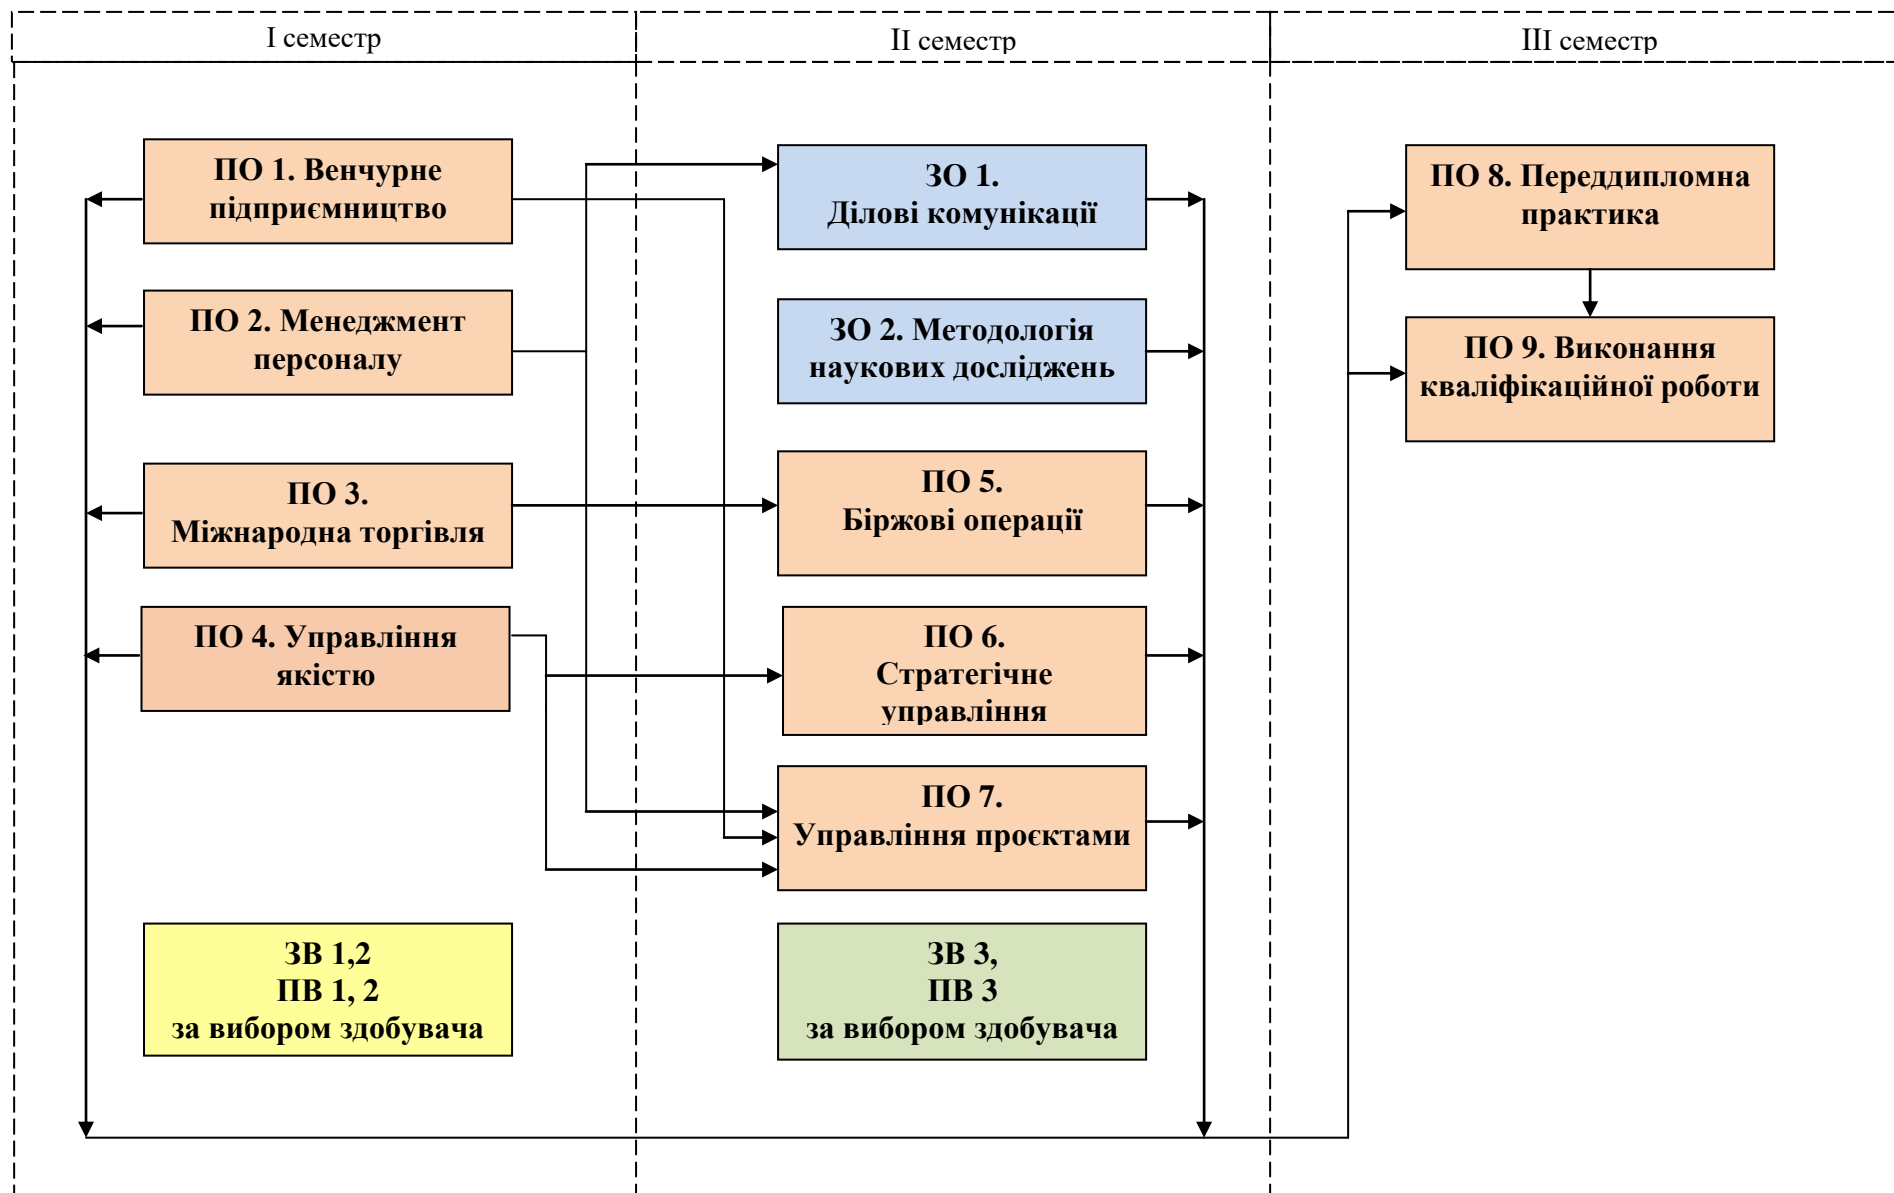 І семестр
ІІ семестр
ІІІ семестр
ПО 1. Венчурне
підприємництво
ПО 2. Менеджмент
персоналу
ПО 3.
Міжнародна торгівля
ПО 4. Управління
якістю
ЗВ 1,2
ПВ 1, 2
за вибором здобувача
ЗО 1.
Ділові комунікації
ЗО 2. Методологія
наукових досліджень
ПО 5.
Біржові операції
ПО 6.
Стратегічне
управління
ПО 7.
Управління проєктами
ЗВ 3,
ПВ 3
за вибором здобувача
ПО 8. Переддипломна
практика
ПО 9. Виконання
кваліфікаційної роботи